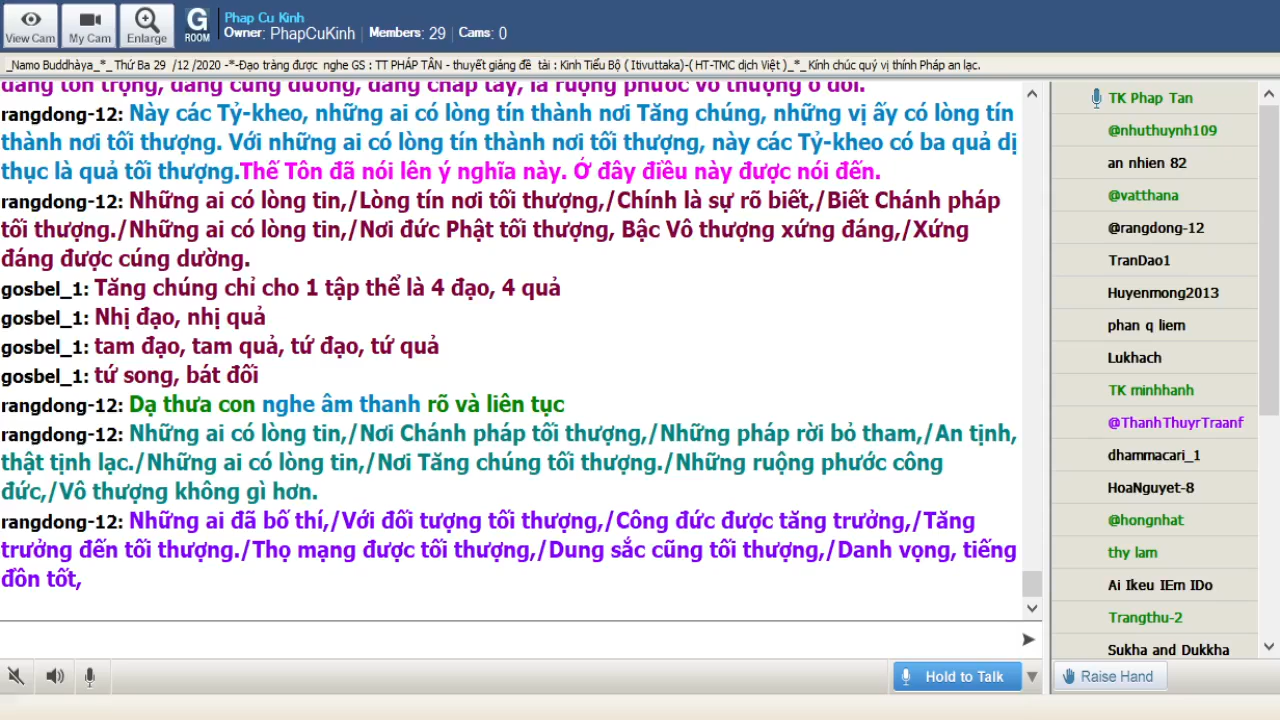 View Cam
My Cam
Enlarge
G
ROOM
Phap Cu Kinh
Owner: PhapCuKinh | Members: 29 | Cams: 0
_Namo Buddhàya_*_ Thứ Ba 29 /12 /2020 -*-Đạo tràng được nghe GS : TT PHÁP TÂN - thuyết giảng đề tài : Kinh Tiểu Bộ ( Itivuttaka)-( HT-TMC dịch Việt )_*_ Kính chúc quý vị thính Pháp an lạc.
đáng tôn trọng, đáng cúng dường, đáng chắp tay, là ruộng phước vô thượng ở đời.
rangdong-12: Này các Tỷ-kheo, những ai có lòng tín thành nơi Tăng chúng, những vị ấy có lòng tín
thành nơi tối thượng. Với những ai có lòng tín thành nơi tối thượng, này các Tỷ-kheo có ba quả dị
thục là quả tối thượng.Thế Tôn đã nói lên ý nghĩa này. Ở đây điều này được nói đến.
rangdong-12: Những ai có lòng tin,/Lòng tín nơi tối thượng,/Chính là sự rõ biết,/Biết Chánh pháp
tối thượng./Những ai có lòng tin,/Nơi đức Phật tối thượng, Bậc Vô thượng xứng đáng,/Xứng
đáng được cúng dường.
gosbel_1: Tăng chúng chỉ cho 1 tập thể là 4 đạo, 4 quả
gosbel_1: Nhị đạo, nhị quả
gosbel_1: tam đạo, tam quả, tứ đạo, tứ quả
gosbel_1: tứ song, bát đối
rangdong-12: Dạ thưa con nghe âm thanh rõ và liên tục
rangdong-12: Những ai có lòng tin,/Nơi Chánh pháp tối thượng,/Những pháp rời bỏ tham,/An tịnh,
thật tịnh lạc./Những ai có lòng tin,/Nơi Tăng chúng tối thượng./Những ruộng phước công
đức,/Vô thượng không gì hơn.
rangdong-12: Những ai đã bố thí,/Với đối tượng tối thượng,/Công đức được tăng trưởng,/Tăng
trưởng đến tối thượng./Thọ mạng được tối thượng,/Dung sắc cũng tối thượng,/Danh vọng, tiếng
đồn tốt,
Hold to Talk
TK Phap Tan
@nhuthuynh109
an nhien 82
@vatthana
@rangdong-12
TranDao1
Huyenmong2013
phan q liem
Lukhach
TK minhhanh
@ThanhThuyrTraanf
dhammacari_1
HoaNguyet-8
@hongnhat
thy lam
Ai Ikeu IEm IDo
Trangthu-2
Sukha and Dukkha
Raise Hand